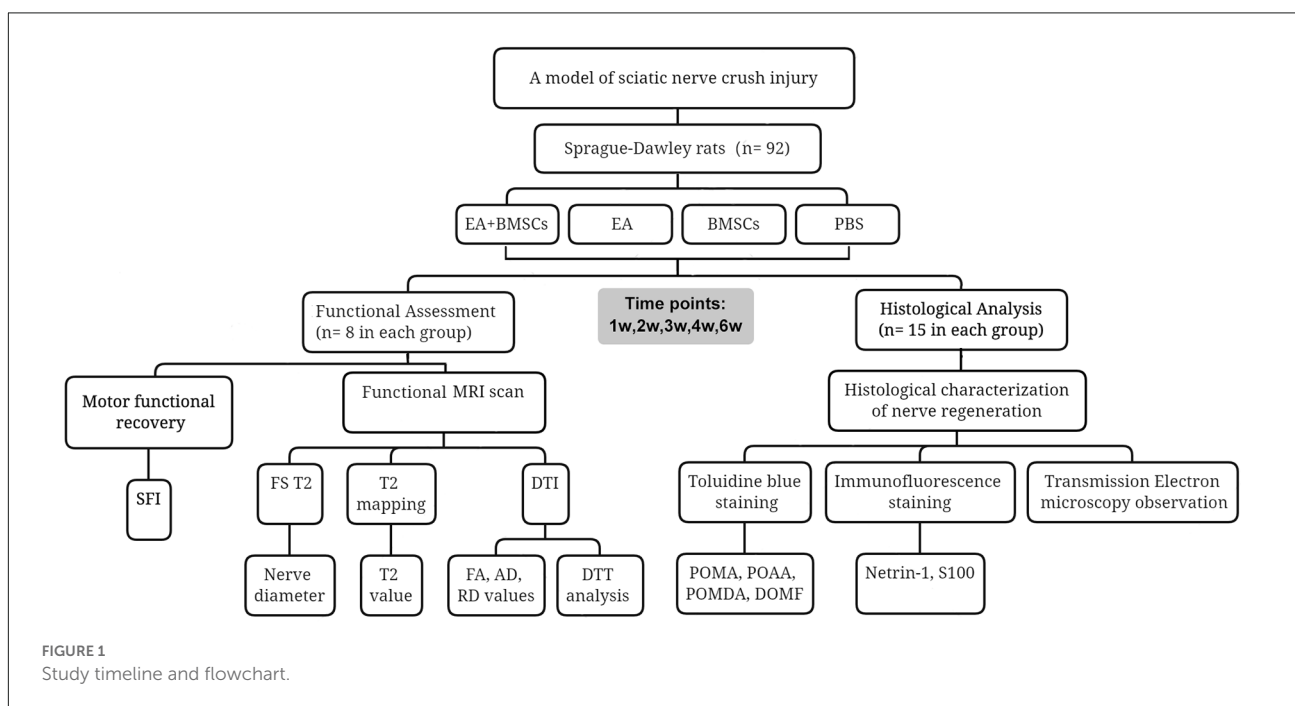 A model of sciatic nerve crush injury
Sprague-Dawley rats (n= 92)
EA+BMSCs
EA
BMSCs
PBS
Functional Assessment
(n= 8 in each group)
Time points:
1w,2w,3w,4w,6w
Histological Analysis
(n= 15 in each group)
Motor functional
recovery
Functional MRI scan
Histological characterization
of nerve regeneration
SFI
FS T2
T2
mapping
DTI
Toluidine blue
staining
Immunofluorescence
staining
Transmission Electron
microscopy observation
Nerve
diameter
T2
value
FA, AD,
RD values
DTT
analysis
POMA, POAA,
POMDA, DOMF
Netrin-1, S100
FIGURE 1
Study timeline and flowchart.